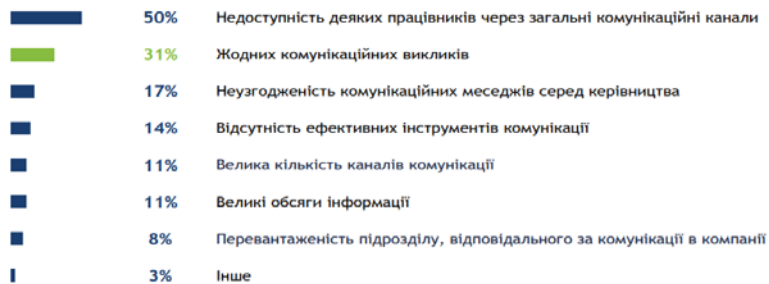 50% Недоступність деяких працівників через загальні комунікаційні канали
31% Жодних комунікаційних викликів
17% Неузгодженість комунікаційних меседжів серед керівництва
14% Відсутність ефективних інструментів комунікації
11% Велика кількість каналів комунікації
11% Великі обсяги інформації
8% Перевантаженість підрозділу, відповідального за комунікації в компанії
3% Інше